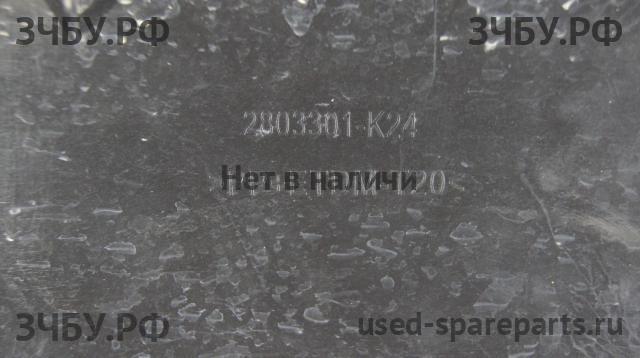 ЗЧБУ.РФ ЗЧБУ.РФ
2803301-K24
Нет в наличи
ЗЧБУ.РФ used-spareparts.ru